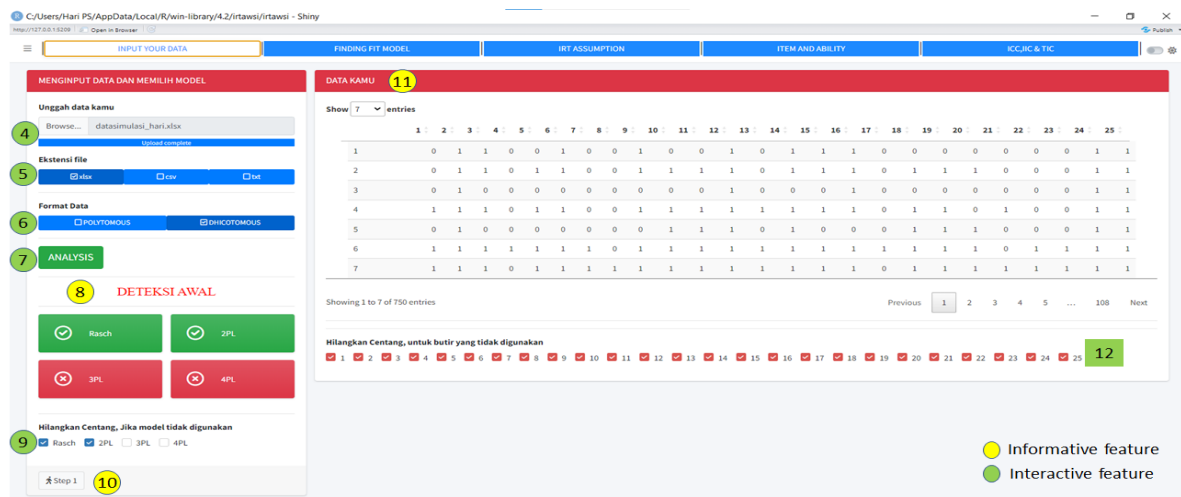 C:/Users/Hari PS/AppData/Local/R/win-library/4.2/irtawsi/irtawsi - Shiny
http://127.0.0.1:5209 Open in Browser Publish
INPUT YOUR DATA FINDING FIT MODEL IRT ASSUMPTION ITEM AND ABILITY ICC,IIC & TIC
MENGINPUT DATA DAN MEMILIH MODEL
Unggah data kamu
4 Browse... datasimulasi_hari.xlsx
Upload complete
Ekstensi file
5 xlsx csv txt
Format Data
6 POLYTOMOUS DHICOTOMOUS
7 ANALYSIS
8 DETEKSI AWAL
Rasch 2PL
3PL 4PL
Hilangkan Centang, Jika model tidak digunakan
9 Rasch 2PL 3PL 4PL
Step 1 10
DATA KAMU 11
Show 7 entries
1 2 3 4 5 6 7 8 9 10 11 12 13 14 15 16 17 18 19 20 21 22 23 24 25
1 0 1 1 0 0 1 0 0 1 0 0 1 0 1 1 1 0 0 0 0 0 0 0 1 1
2 0 1 1 0 1 1 0 0 1 1 1 1 0 1 1 1 0 1 1 1 0 0 0 1 1
3 0 1 0 0 0 0 0 0 0 0 0 1 0 0 0 1 0 0 0 0 0 0 0 1 1
4 1 1 1 0 1 1 0 0 1 1 1 1 1 1 1 1 0 1 1 0 1 0 0 1 1
5 0 1 0 0 0 0 0 0 0 1 1 1 0 1 0 0 0 1 1 1 0 0 0 1 1
6 1 1 1 1 1 1 1 0 1 1 1 1 1 1 1 1 1 1 1 1 0 1 1 1 1
7 1 1 1 0 1 1 1 1 1 1 1 1 1 1 1 1 0 1 1 1 1 1 1 1 1
Showing 1 to 7 of 750 entries Previous 1 2 3 4 5 ... 108 Next
Hilangkan Centang, untuk butir yang tidak digunakan
1 2 3 4 5 6 7 8 9 10 11 12 13 14 15 16 17 18 19 20 21 22 23 24 25 12
Informative feature
Interactive feature